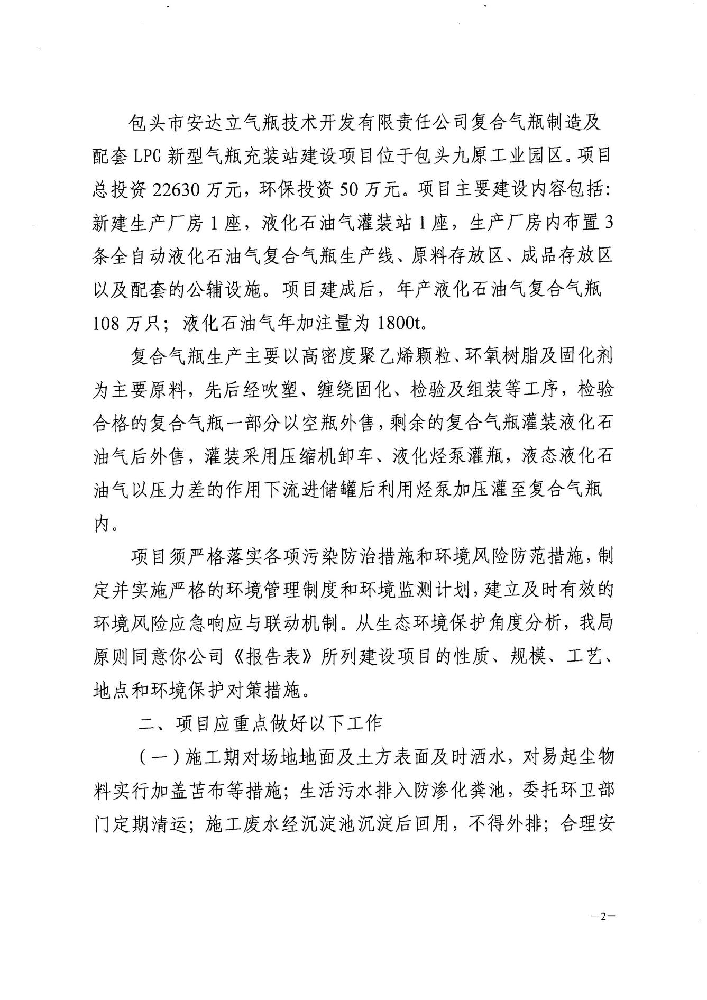 包头市安达立气瓶技术开发有限责任公司复合气瓶制造及
配套 LPG 新型气瓶充装站建设项目位于包头九原工业园区。项目
总投资 22630 万元，环保投资 50 万元。项目主要建设内容包括：
新建生产厂房 1 座，液化石油气灌装站 1 座，生产厂房内布置 3
条全自动液化石油气复合气瓶生产线、原料存放区、成品存放区
以及配套的公辅设施。项目建成后，年产液化石油气复合气瓶
108 万只；液化石油气年加注量为 1800t。
复合气瓶生产主要以高密度聚乙烯颗粒、环氧树脂及固化剂
为主要原料，先后经吹塑、缠绕固化、检验及组装等工序，检验
合格的复合气瓶一部分以空瓶外售，剩余的复合气瓶灌装液化石
油气后外售，灌装采用压缩机卸车、液化烃泵灌瓶，液态液化石
油气以压力差的作用下流进储罐后利用烃泵加压灌至复合气瓶
内。
项目须严格落实各项污染防治措施和环境风险防范措施，制
定并实施严格的环境管理制度和环境监测计划，建立及时有效的
环境风险应急响应与联动机制。从生态环境保护角度分析，我局
原则同意你公司《报告表》所列建设项目的性质、规模、工艺、
地点和环境保护对策措施。
二、项目应重点做好以下工作
（一）施工期对场地地面及土方表面及时洒水，对易起尘物
料实行加盖苫布等措施；生活污水排入防渗化粪池，委托环卫部
门定期清运；施工废水经沉淀池沉淀后回用，不得外排；合理安
—2—